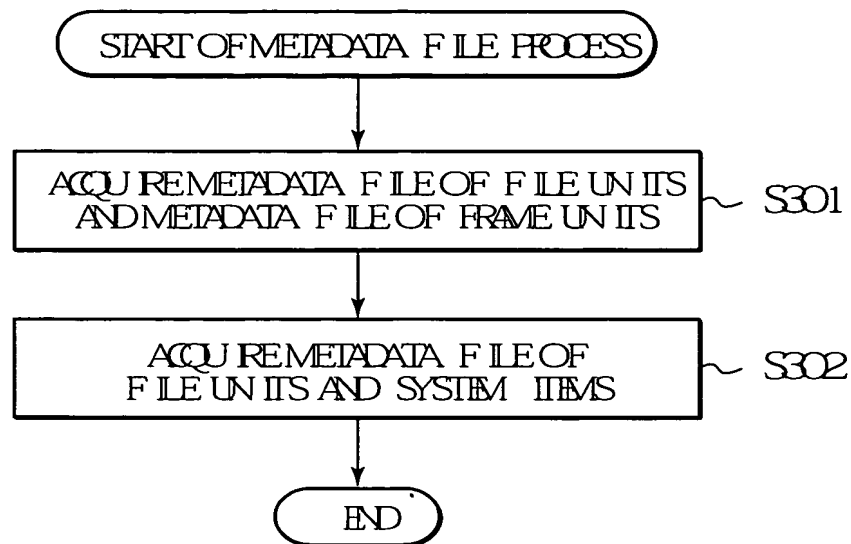 START OF METADATA FILE PROCESS
ACQUIRE METADATA FILE OF FILE UNITS
AND METADATA FILE OF FRAME UNITS
S301
ACQUIRE METADATA FILE OF
FILE UNITS AND SYSTEM ITEMS
S302
END